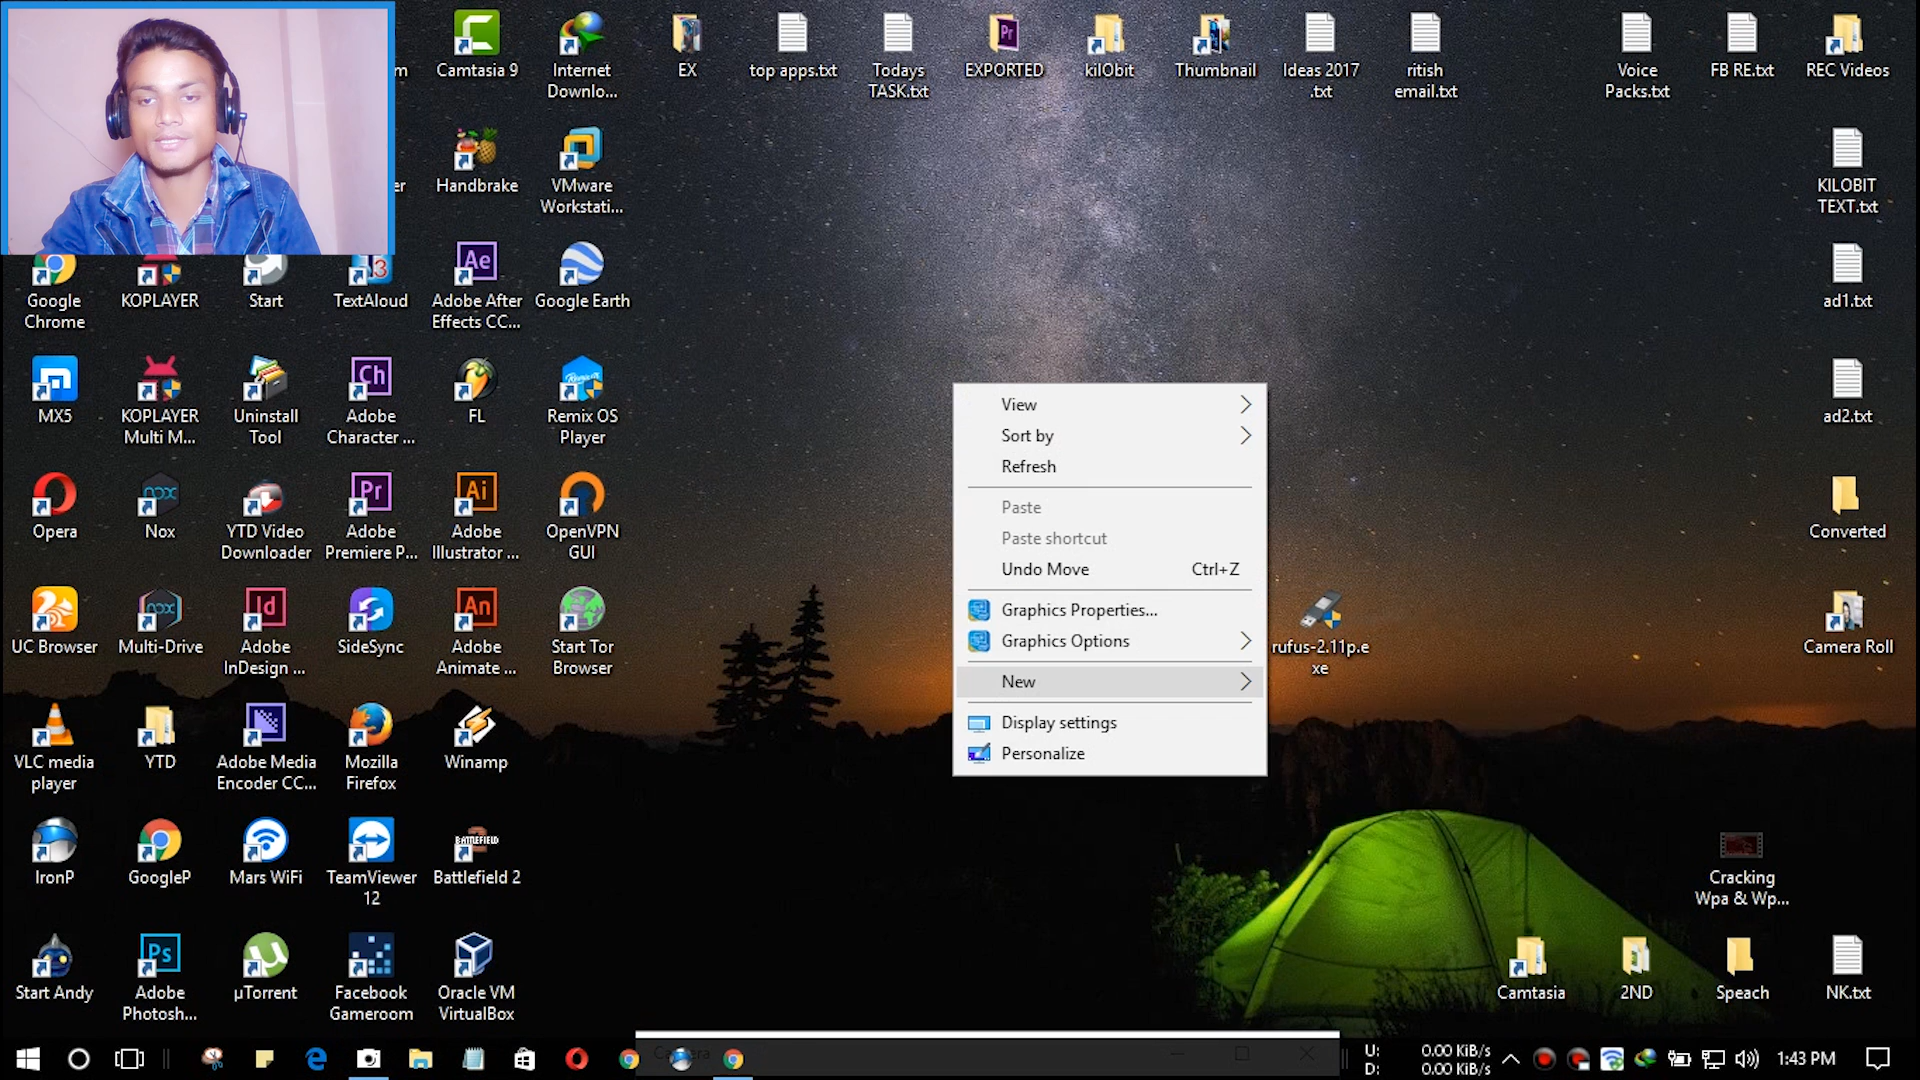 m
Camtasia 9
Internet
Downlo...
EX
top apps.txt
Todays
TASK.txt
EXPORTED
kilObit
Thumbnail
Ideas 2017
.txt
ritish
email.txt
Voice
Packs.txt
FB RE.txt
REC Videos
er
Handbrake
VMware
Workstati...
KILOBIT
TEXT.txt
Google
Chrome
KOPLAYER
Start
TextAloud
Adobe After
Effects CC...
Google Earth
ad1.txt
MX5
KOPLAYER
Multi M...
Uninstall
Tool
Adobe
Character ...
FL
Remix OS
Player
ad2.txt
View
Sort by
Refresh
Paste
Paste shortcut
Undo Move Ctrl+Z
Graphics Properties...
Graphics Options
New
Display settings
Personalize
Opera
Nox
YTD Video
Downloader
Adobe
Premiere P...
Adobe
Illustrator ...
OpenVPN
GUI
Converted
UC Browser
Multi-Drive
Adobe
InDesign ...
SideSync
Adobe
Animate ...
Start Tor
Browser
rufus-2.11p.e
xe
Camera Roll
VLC media
player
YTD
Adobe Media
Encoder CC...
Mozilla
Firefox
Winamp
IronP
GoogleP
Mars WiFi
TeamViewer
12
BATTLEFIELD
Battlefield 2
Cracking
Wpa & Wp...
Start Andy
Adobe
Photosh...
µTorrent
Facebook
Gameroom
Oracle VM
VirtualBox
Camtasia
2ND
Speach
NK.txt
Camera
U: 0.00 KiB/s
D: 0.00 KiB/s
1:43 PM